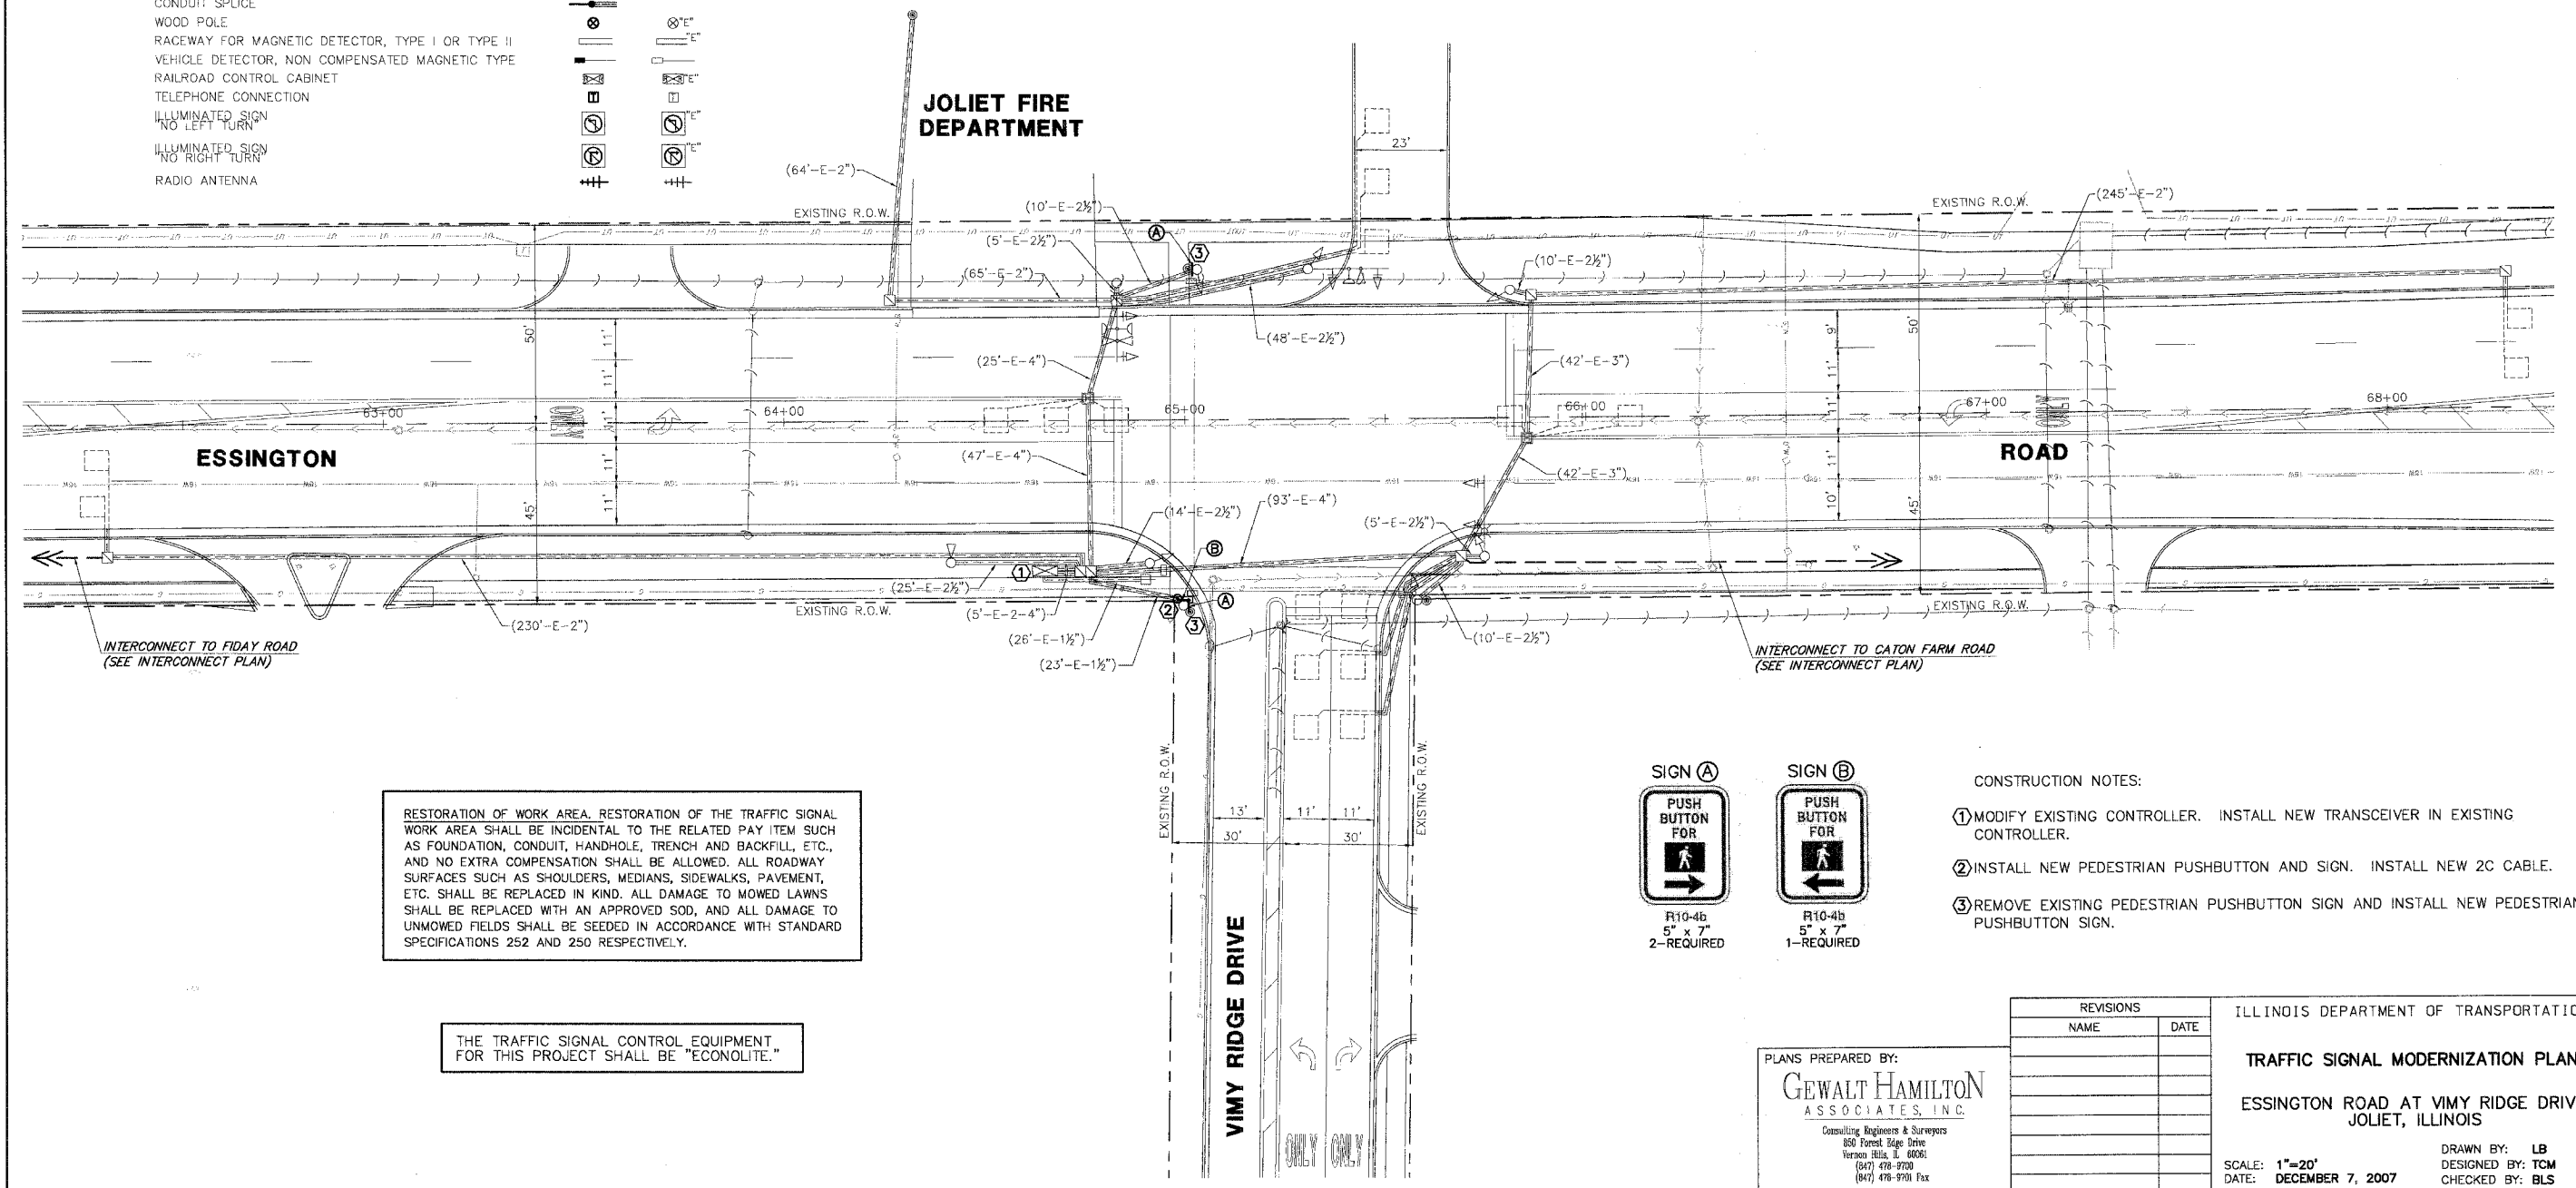 CONDUIT SPLICE
WOOD POLE
"E"
RACEWAY FOR MAGNETIC DETECTOR, TYPE I OR TYPE II
"E"
VEHICLE DETECTOR, NON COMPENSATED MAGNETIC TYPE
RAILROAD CONTROL CABINET
"E"
TELEPHONE CONNECTION
T
T
ILLUMINATED SIGN
"NO LEFT TURN"
"E"
ILLUMINATED SIGN
"NO RIGHT TURN"
"E"
RADIO ANTENNA
JOLIET FIRE
DEPARTMENT
(64'-E-2")
23'
EXISTING R.O.W.
(10'-E-2½")
EXISTING R.O.W.
(245'-E-2")
(5'-E-2½")
A
3
(65'-E-2")
(10'-E-2½")
50'
11'
(48'-E-2½")
9'
50'
(25'-E-4")
(42'-E-3")
11'
11'
63+00
64+00
65+00
66+00
67+00
68+00
11'
11'
ESSINGTON
(47'-E-4")
ROAD
11'
(42'-E-3")
11'
11'
45'
(93'-E-4")
10'
45'
(14'-E-2½")
(5'-E-2½")
B
1
(25'-E-2½")
A
2
3
EXISTING R.O.W.
(5'-E-2-4")
EXISTING R.O.W.
(230'-E-2")
(26'-E-1½")
(10'-E-2½")
(23'-E-1½")
INTERCONNECT TO FIDAY ROAD
(SEE INTERCONNECT PLAN)
INTERCONNECT TO CATON FARM ROAD
(SEE INTERCONNECT PLAN)
EXISTING R.O.W.
EXISTING R.O.W.
13'
11'
11'
30'
30'
VIMY RIDGE DRIVE
ONLY
ONLY
RESTORATION OF WORK AREA. RESTORATION OF THE TRAFFIC SIGNAL
WORK AREA SHALL BE INCIDENTAL TO THE RELATED PAY ITEM SUCH
AS FOUNDATION, CONDUIT, HANDHOLE, TRENCH AND BACKFILL, ETC.,
AND NO EXTRA COMPENSATION SHALL BE ALLOWED. ALL ROADWAY
SURFACES SUCH AS SHOULDERS, MEDIANS, SIDEWALKS, PAVEMENT,
ETC. SHALL BE REPLACED IN KIND. ALL DAMAGE TO MOWED LAWNS
SHALL BE REPLACED WITH AN APPROVED SOD, AND ALL DAMAGE TO
UNMOWED FIELDS SHALL BE SEEDED IN ACCORDANCE WITH STANDARD
SPECIFICATIONS 252 AND 250 RESPECTIVELY.
THE TRAFFIC SIGNAL CONTROL EQUIPMENT
FOR THIS PROJECT SHALL BE "ECONOLITE."
SIGN A
PUSH
BUTTON
FOR
R10-4b
5" x 7"
2-REQUIRED
SIGN B
PUSH
BUTTON
FOR
R10-4b
5" x 7"
1-REQUIRED
CONSTRUCTION NOTES:
1 MODIFY EXISTING CONTROLLER. INSTALL NEW TRANSCEIVER IN EXISTING
CONTROLLER.
2 INSTALL NEW PEDESTRIAN PUSHBUTTON AND SIGN. INSTALL NEW 2C CABLE.
3 REMOVE EXISTING PEDESTRIAN PUSHBUTTON SIGN AND INSTALL NEW PEDESTRIAN
PUSHBUTTON SIGN.
PLANS PREPARED BY:
GEWALT HAMILTON
ASSOCIATES, INC.
Consulting Engineers & Surveyors
850 Forest Edge Drive
Vernon Hills, IL 60061
(847) 478-9700
(847) 478-9701 Fax
REVISIONS
NAME
DATE
ILLINOIS DEPARTMENT OF TRANSPORTATIO
TRAFFIC SIGNAL MODERNIZATION PLAN
ESSINGTON ROAD AT VIMY RIDGE DRIV
JOLIET, ILLINOIS
SCALE: 1"=20'
DATE: DECEMBER 7, 2007
DRAWN BY: LB
DESIGNED BY: TCM
CHECKED BY: BLS